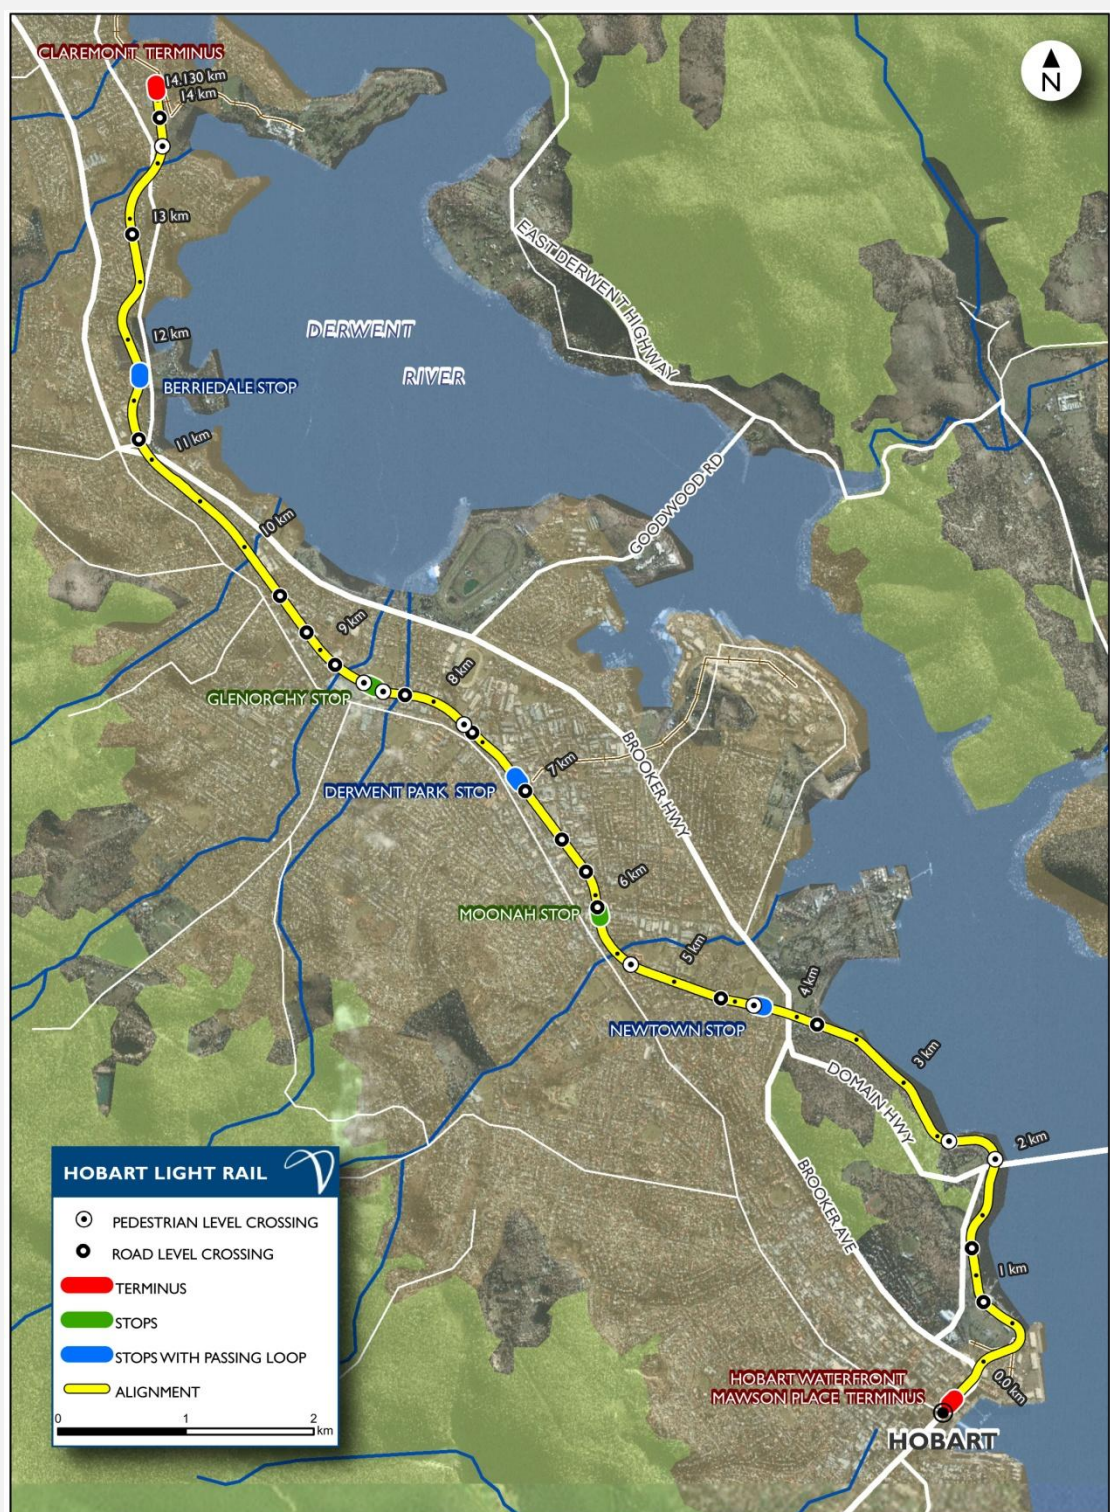 CLAREMONT TERMINUS
14.130 km
14 km
N
13 km
EAST DERWENT HIGHWAY
12 km
DERWENT
RIVER
BERRIEDALE STOP
11 km
GOODWOOD RD
10 km
9 km
8 km
GLENORCHY STOP
BROOKER HWY
7 km
DERWENT PARK STOP
6 km
MOONAH STOP
5 km
4 km
NEWTOWN STOP
3 km
DOMAIN HWY
2 km
BROOKER AVE
1 km
0.0 km
HOBART WATERFRONT
MAWSON PLACE TERMINUS
HOBART
HOBART LIGHT RAIL
PEDESTRIAN LEVEL CROSSING
ROAD LEVEL CROSSING
TERMINUS
STOPS
STOPS WITH PASSING LOOP
ALIGNMENT
0 1 2
km